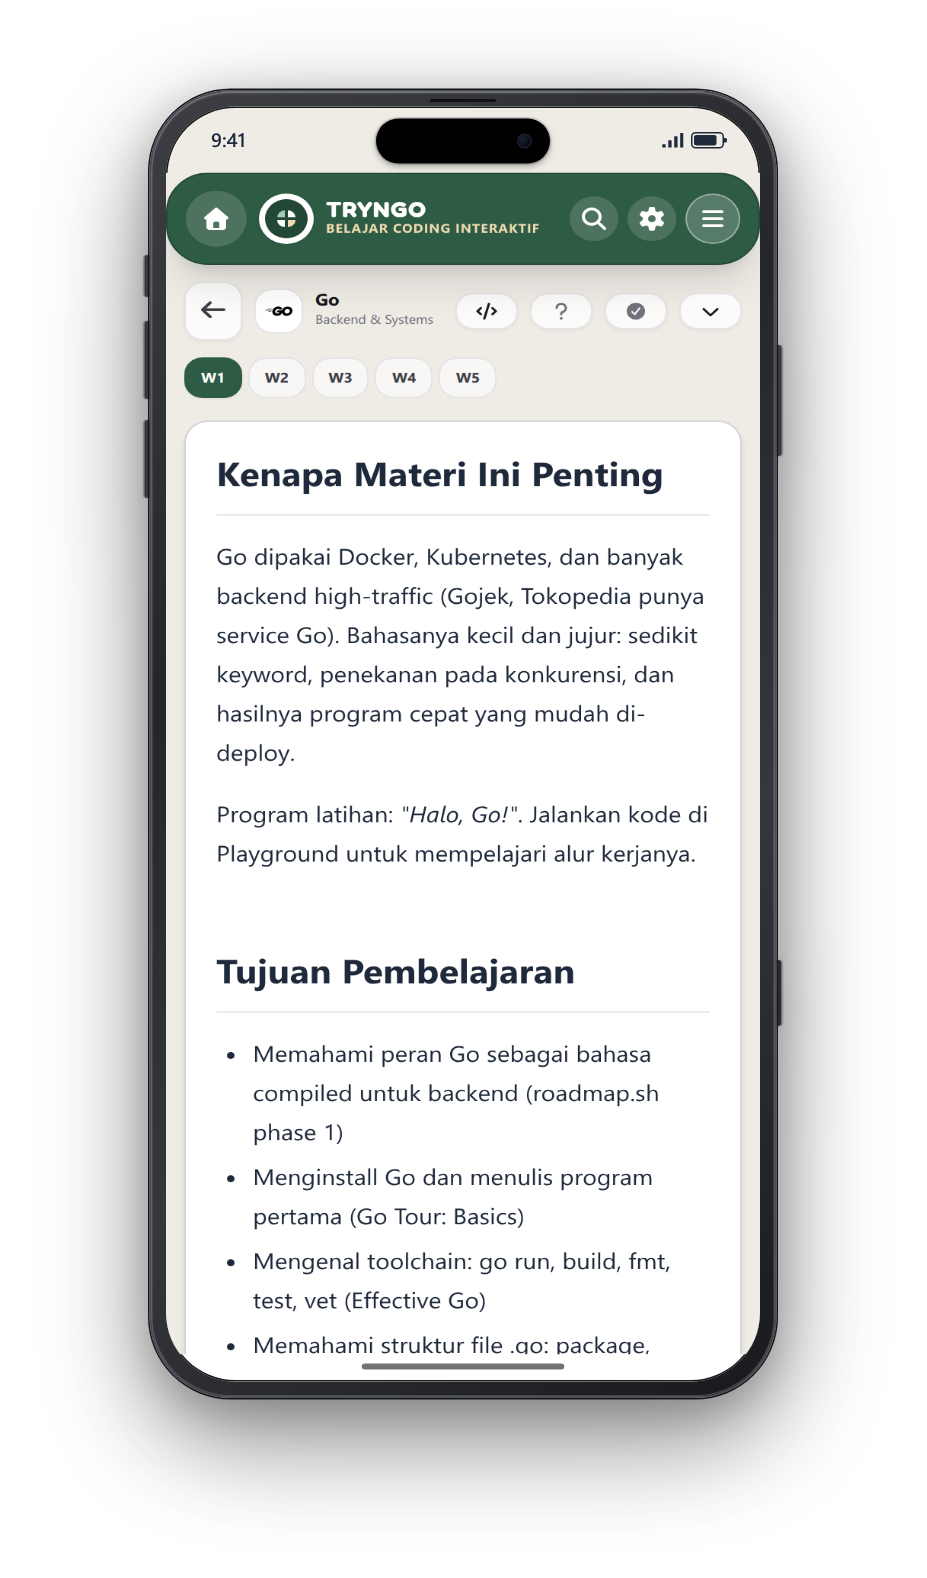 9:41
TRYNGO
BELAJAR CODING INTERAKTIF
GO
Go
Backend & Systems
</>
?
W1 W2 W3 W4 W5
Kenapa Materi Ini Penting
Go dipakai Docker, Kubernetes, dan banyak
backend high-traffic (Gojek, Tokopedia punya
service Go). Bahasanya kecil dan jujur: sedikit
keyword, penekanan pada konkurensi, dan
hasilnya program cepat yang mudah di-
deploy.
Program latihan: "Halo, Go!". Jalankan kode di
Playground untuk mempelajari alur kerjanya.
Tujuan Pembelajaran
• Memahami peran Go sebagai bahasa
compiled untuk backend (roadmap.sh
phase 1)
• Menginstall Go dan menulis program
pertama (Go Tour: Basics)
• Mengenal toolchain: go run, build, fmt,
test, vet (Effective Go)
• Memahami struktur file .go: package,